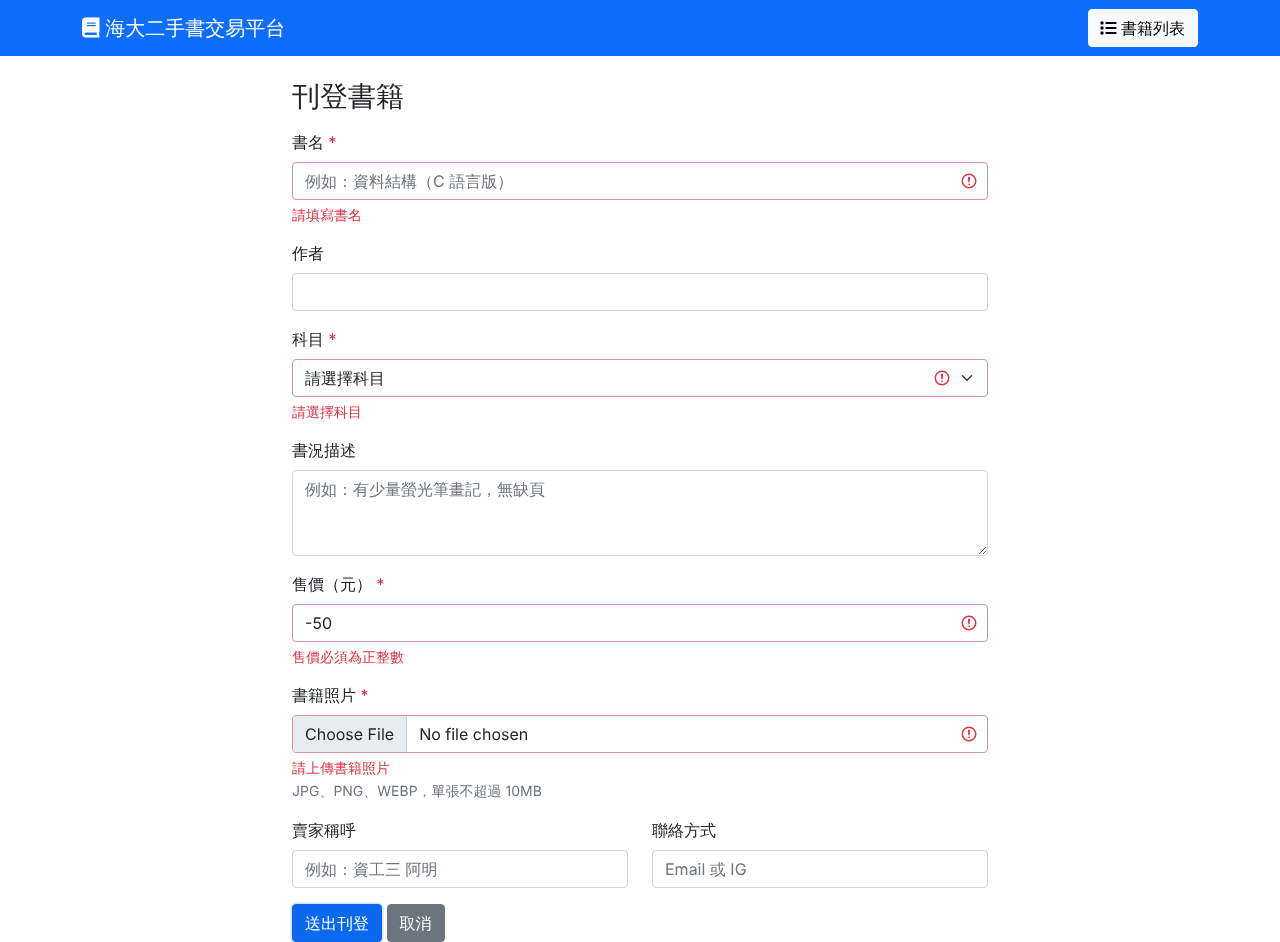 海大二手書交易平台
書籍列表
刊登書籍
書名 *
例如：資料結構（C 語言版）
請填寫書名
作者
科目 *
請選擇科目
請選擇科目
書況描述
例如：有少量螢光筆畫記，無缺頁
售價（元） *
-50
售價必須為正整數
書籍照片 *
Choose File No file chosen
請上傳書籍照片
JPG、PNG、WEBP，單張不超過 10MB
賣家稱呼
聯絡方式
例如：資工三 阿明
Email 或 IG
送出刊登
取消